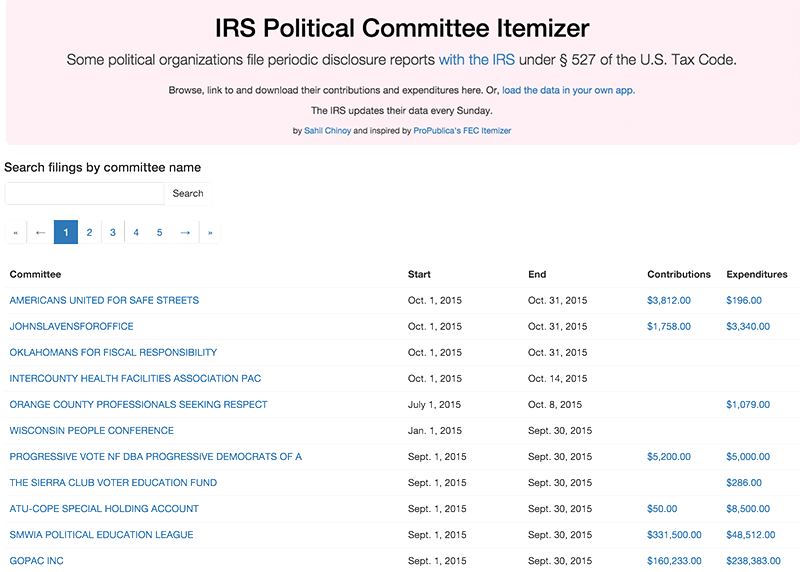 IRS Political Committee Itemizer
Some political organizations file periodic disclosure reports with the IRS under § 527 of the U.S. Tax Code.
Browse, link to and download their contributions and expenditures here. Or, load the data in your own app.
The IRS updates their data every Sunday.
by Sahil Chinoy and inspired by ProPublica's FEC Itemizer
Search filings by committee name
Search
« ← 1 2 3 4 5 → »
Committee Start End Contributions Expenditures
AMERICANS UNITED FOR SAFE STREETS Oct. 1, 2015 Oct. 31, 2015 $3,812.00 $196.00
JOHNSLAVENSFOROFFICE Oct. 1, 2015 Oct. 31, 2015 $1,758.00 $3,340.00
OKLAHOMANS FOR FISCAL RESPONSIBILITY Oct. 1, 2015 Oct. 31, 2015
INTERCOUNTY HEALTH FACILITIES ASSOCIATION PAC Oct. 1, 2015 Oct. 14, 2015
ORANGE COUNTY PROFESSIONALS SEEKING RESPECT July 1, 2015 Oct. 8, 2015 $1,079.00
WISCONSIN PEOPLE CONFERENCE Jan. 1, 2015 Sept. 30, 2015
PROGRESSIVE VOTE NF DBA PROGRESSIVE DEMOCRATS OF A Sept. 1, 2015 Sept. 30, 2015 $5,200.00 $5,000.00
THE SIERRA CLUB VOTER EDUCATION FUND Sept. 1, 2015 Sept. 30, 2015 $286.00
ATU-COPE SPECIAL HOLDING ACCOUNT Sept. 1, 2015 Sept. 30, 2015 $50.00 $8,500.00
SMWIA POLITICAL EDUCATION LEAGUE Sept. 1, 2015 Sept. 30, 2015 $331,500.00 $48,512.00
GOPAC INC Sept. 1, 2015 Sept. 30, 2015 $160,233.00 $238,383.00